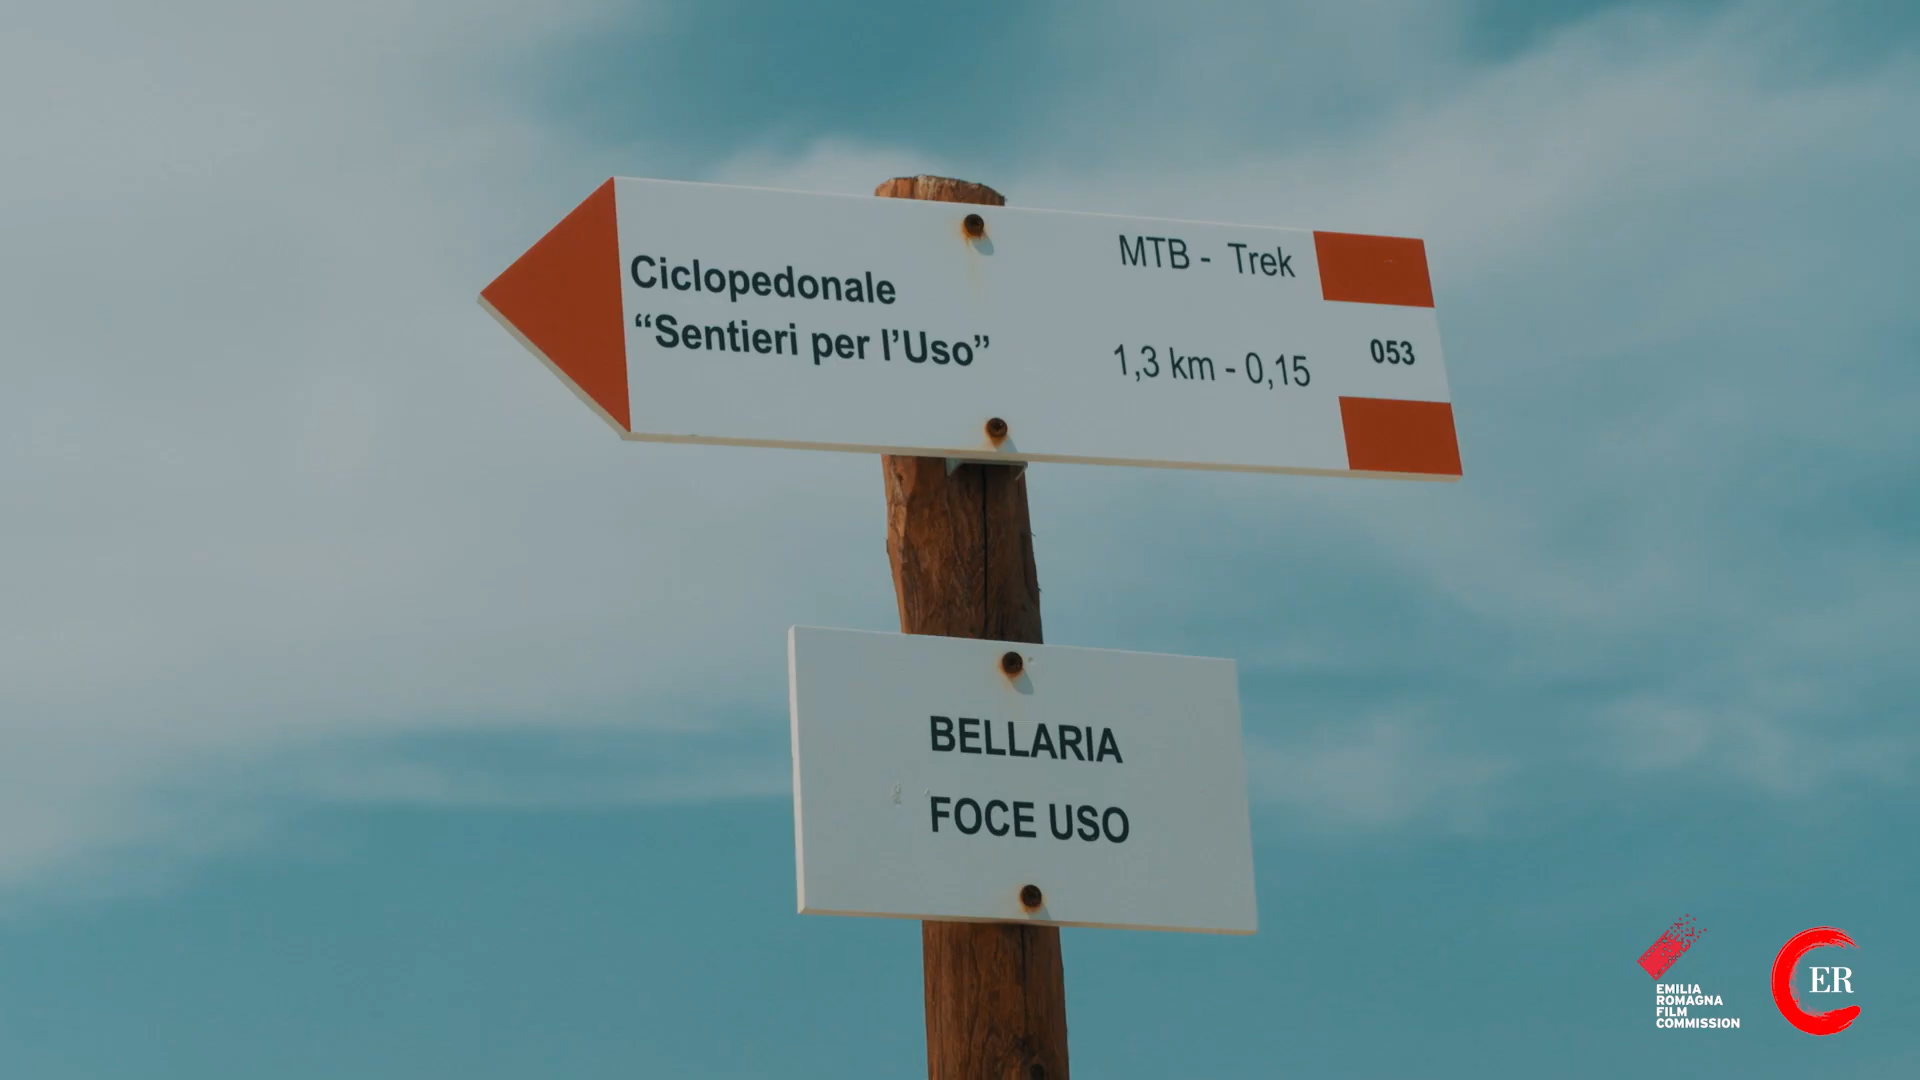 Ciclopedonale
“Sentieri per l’Uso”
MTB - Trek
1,3 km - 0,15
053
BELLARIA
FOCE USO
EMILIA
ROMAGNA
FILM
COMMISSION
ER